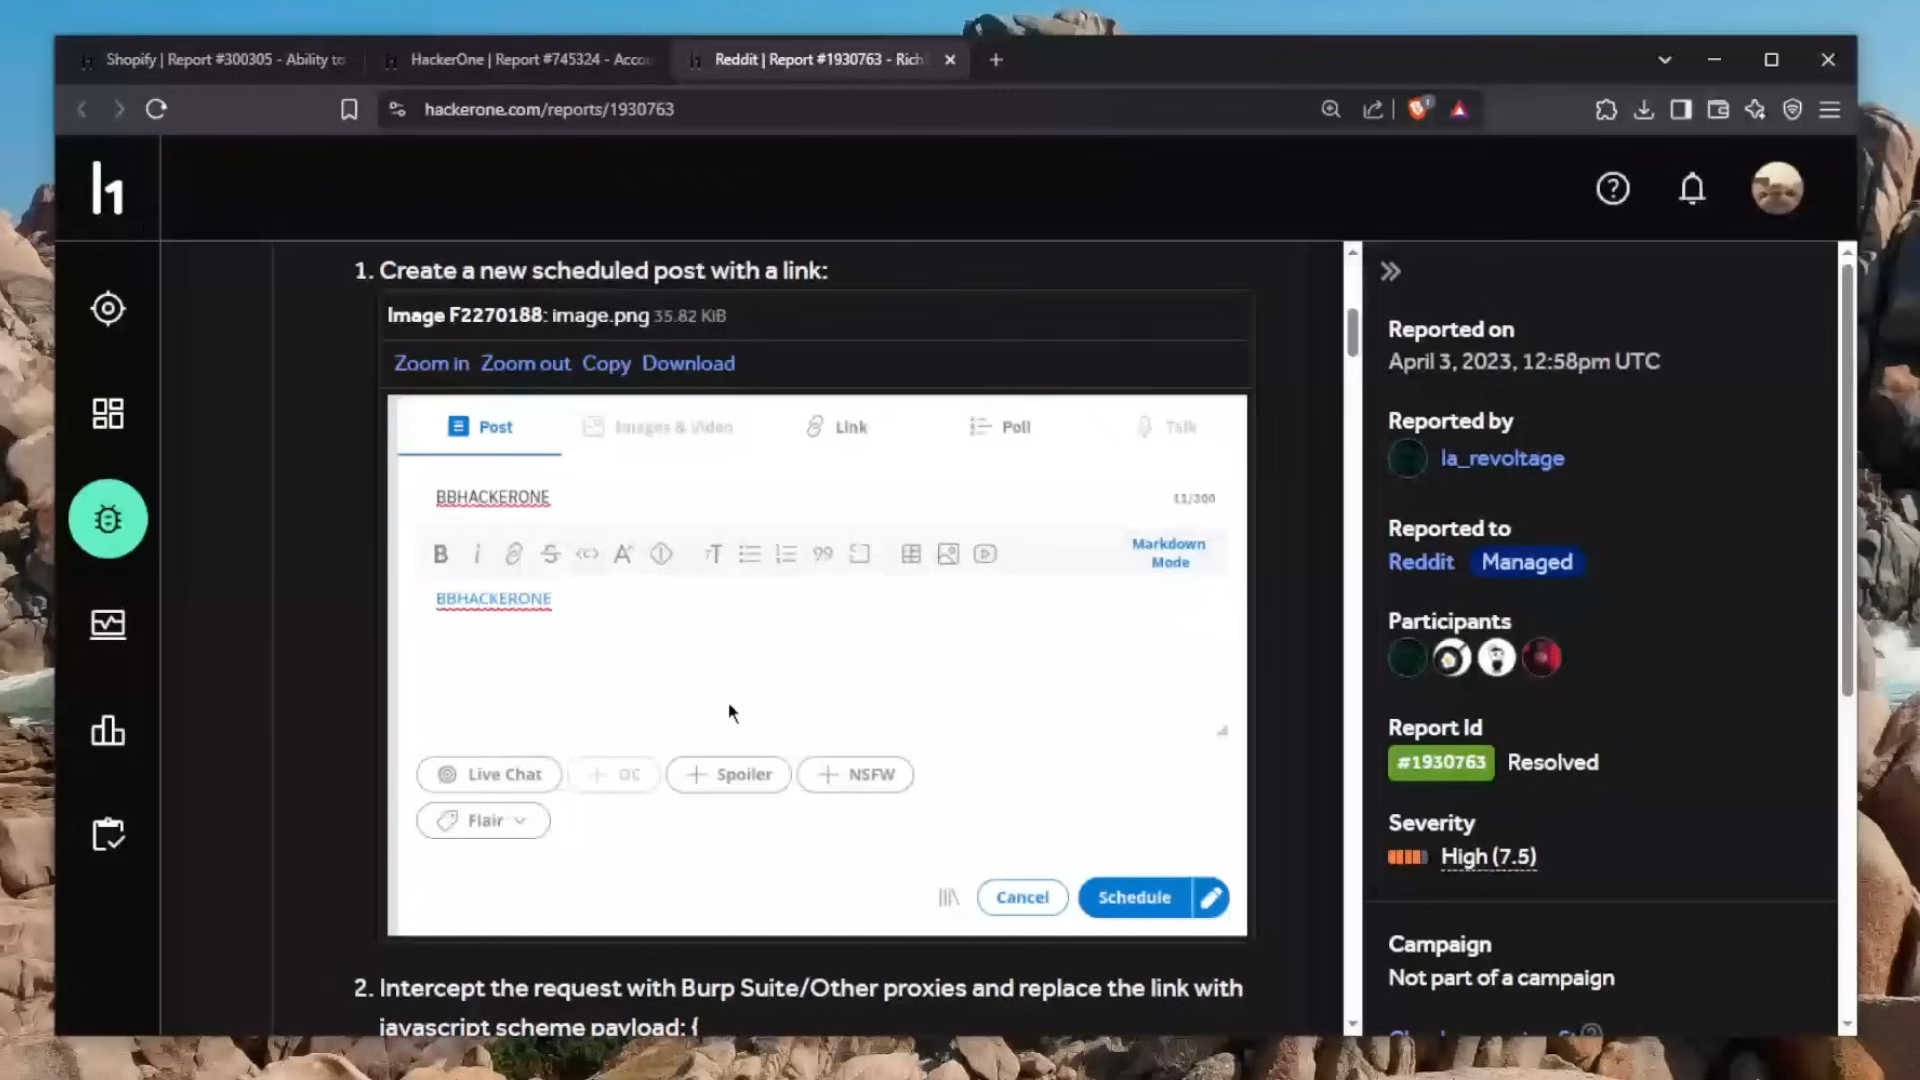 Shopify | Report #300305 - Ability to
HackerOne | Report #745324 - Accou
Reddit | Report #1930763 - Rich
hackerone.com/reports/1930763
1. Create a new scheduled post with a link:
Image F2270188: image.png 35.82 KiB
Zoom in Zoom out Copy Download
Post Images & Video Link Poll Talk
BBHACKERONE
11/300
Markdown
Mode
BBHACKERONE
Live Chat OC Spoiler NSFW
Flair
Cancel Schedule
2. Intercept the request with Burp Suite/Other proxies and replace the link with
javascript scheme payload: {
Reported on
April 3, 2023, 12:58pm UTC
Reported by
la_revoltage
Reported to
Reddit Managed
Participants
Report Id
#1930763 Resolved
Severity
High (7.5)
Campaign
Not part of a campaign